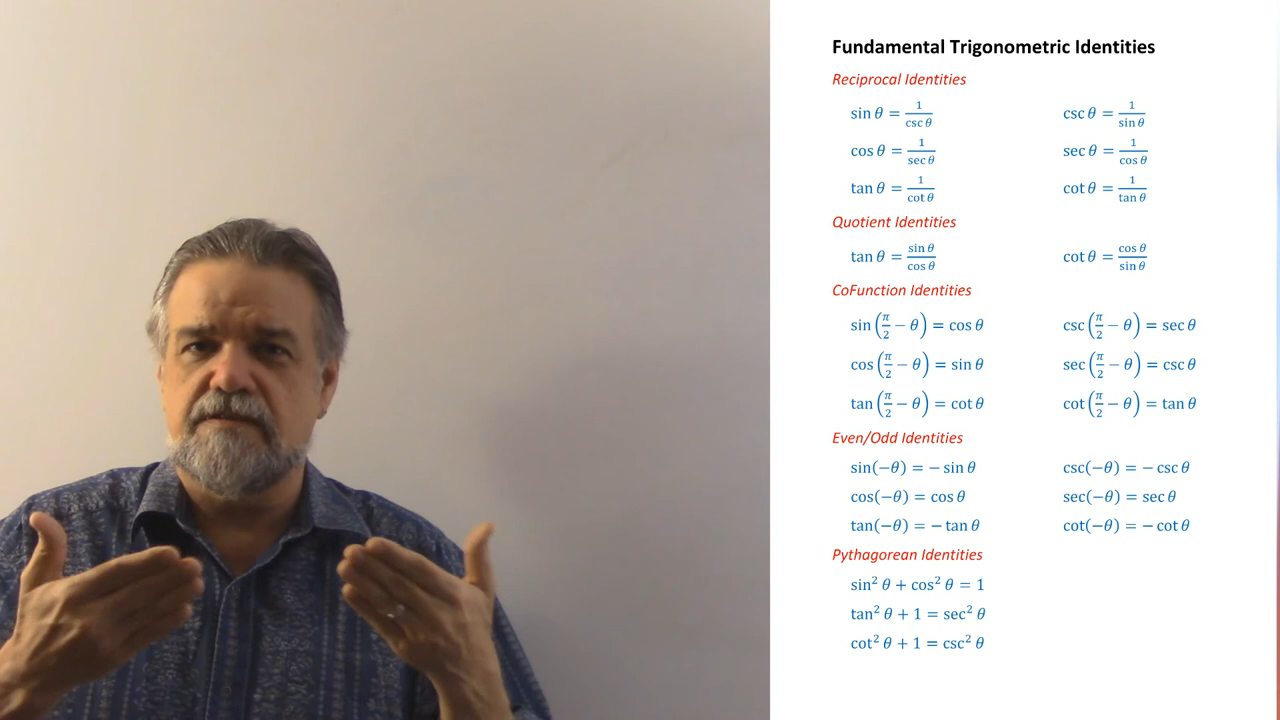 Fundamental Trigonometric Identities
Reciprocal Identities
sin θ = 1/csc θ csc θ = 1/sin θ
cos θ = 1/sec θ sec θ = 1/cos θ
tan θ = 1/cot θ cot θ = 1/tan θ
Quotient Identities
tan θ = sin θ/cos θ cot θ = cos θ/sin θ
CoFunction Identities
sin(π/2 − θ) = cos θ csc(π/2 − θ) = sec θ
cos(π/2 − θ) = sin θ sec(π/2 − θ) = csc θ
tan(π/2 − θ) = cot θ cot(π/2 − θ) = tan θ
Even/Odd Identities
sin(−θ) = − sin θ csc(−θ) = − csc θ
cos(−θ) = cos θ sec(−θ) = sec θ
tan(−θ) = − tan θ cot(−θ) = − cot θ
Pythagorean Identities
sin² θ + cos² θ = 1
tan² θ + 1 = sec² θ
cot² θ + 1 = csc² θ